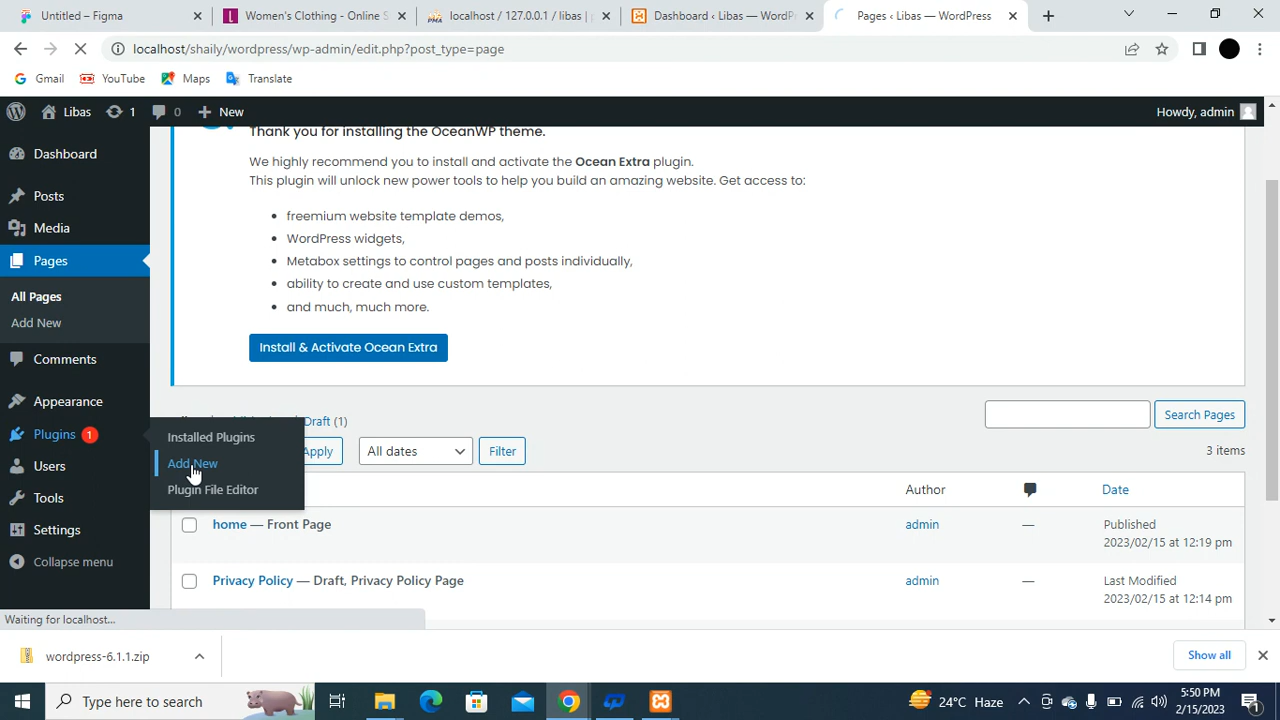 Untitled – Figma
Women's Clothing - Online S
localhost / 127.0.0.1 / libas | p
Dashboard ‹ Libas — WordP
Pages ‹ Libas — WordPress
localhost/shaily/wordpress/wp-admin/edit.php?post_type=page
Gmail
YouTube
Maps
Translate
Libas
1
0
New
Howdy, admin
Dashboard
Posts
Media
Pages
All Pages
Add New
Comments
Appearance
Plugins 1
Users
Tools
Settings
Collapse menu
Installed Plugins
Add New
Plugin File Editor
Thank you for installing the OceanWP theme.
We highly recommend you to install and activate the Ocean Extra plugin.
This plugin will unlock new power tools to help you build an amazing website. Get access to:
freemium website template demos,
WordPress widgets,
Metabox settings to control pages and posts individually,
ability to create and use custom templates,
and much, much more.
Install & Activate Ocean Extra
Draft (1)
Search Pages
Apply
All dates
Filter
3 items
Author
Date
home — Front Page
admin
—
Published
2023/02/15 at 12:19 pm
Privacy Policy — Draft, Privacy Policy Page
admin
—
Last Modified
2023/02/15 at 12:14 pm
Waiting for localhost...
wordpress-6.1.1.zip
Show all
Type here to search
24°C Haze
5:50 PM
2/15/2023
1